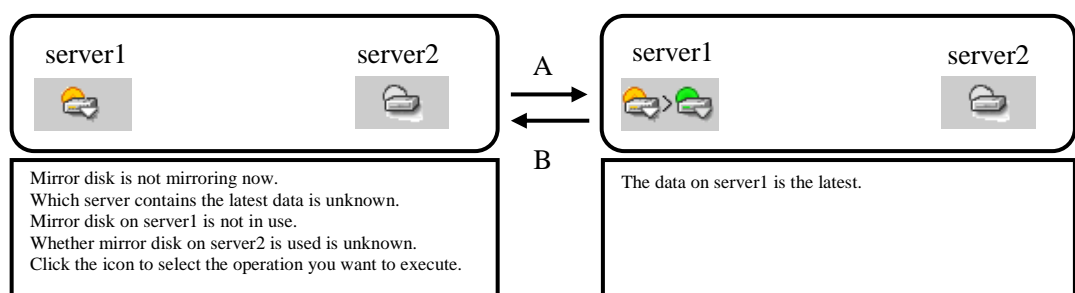 server1
server2
Mirror disk is not mirroring now.
Which server contains the latest data is unknown.
Mirror disk on server1 is not in use.
Whether mirror disk on server2 is used is unknown.
Click the icon to select the operation you want to execute.
A
B
server1
server2
>
The data on server1 is the latest.